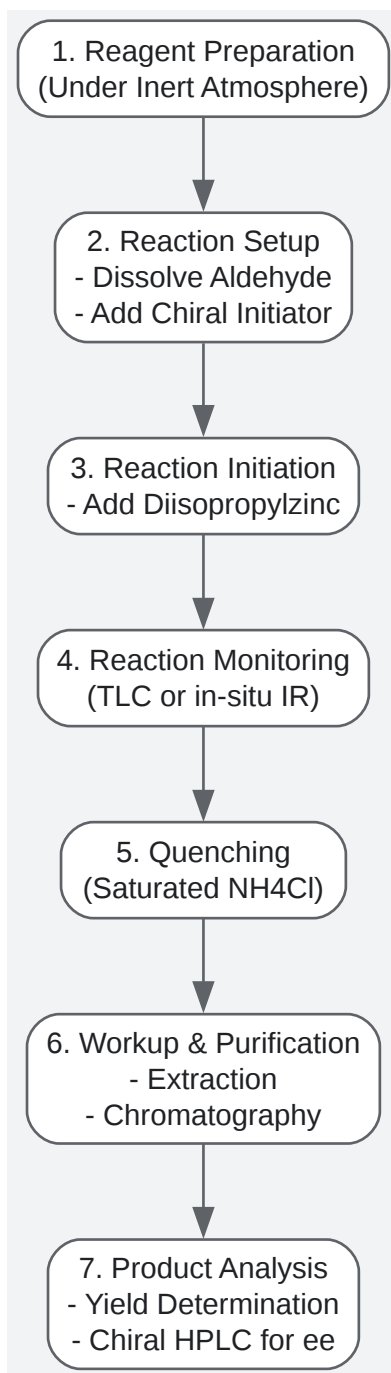 1. Reagent Preparation
(Under Inert Atmosphere)
2. Reaction Setup
- Dissolve Aldehyde
- Add Chiral Initiator
3. Reaction Initiation
- Add Diisopropylzinc
4. Reaction Monitoring
(TLC or in-situ IR)
5. Quenching
(Saturated NH4Cl)
6. Workup & Purification
- Extraction
- Chromatography
7. Product Analysis
- Yield Determination
- Chiral HPLC for ee